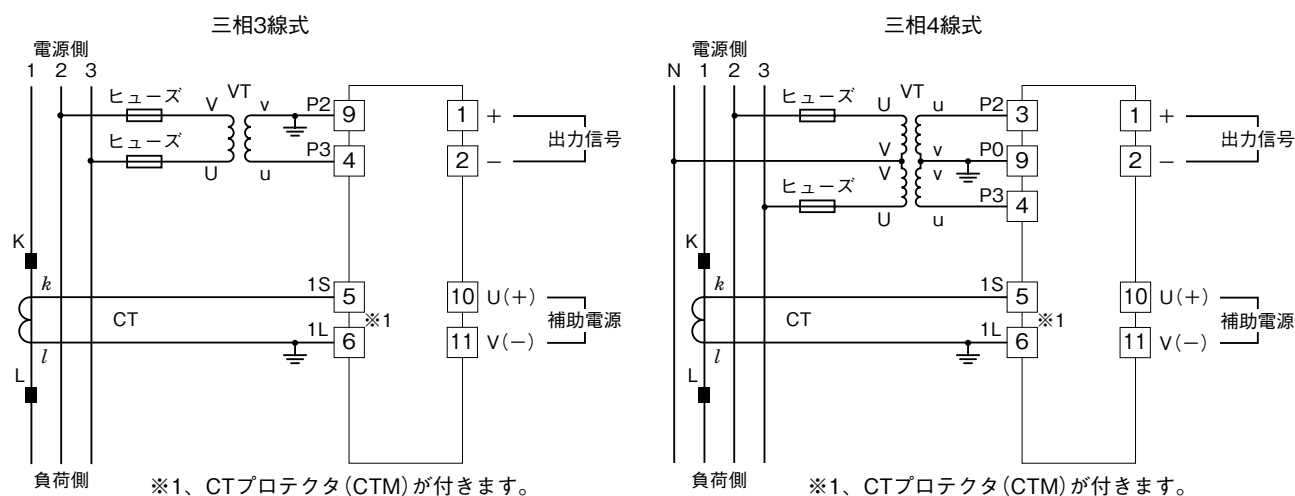 三相3線式
電源側
1 2 3
ヒューズ V VT v P2 9 1 +
ヒューズ U u P3 4 2 − 出力信号
K
k 1S 5 10 U(+)
CT ※1 補助電源
l 1L 6 11 V(−)
L
負荷側
※1、CTプロテクタ(CTM)が付きます。
三相4線式
電源側
N 1 2 3
ヒューズ U VT u P2 3 1 +
出力信号
V v P0 9 2 −
V v
ヒューズ U u P3 4
K
k 1S 5 10 U(+)
CT ※1 補助電源
l 1L 6 11 V(−)
L
負荷側
※1、CTプロテクタ(CTM)が付きます。